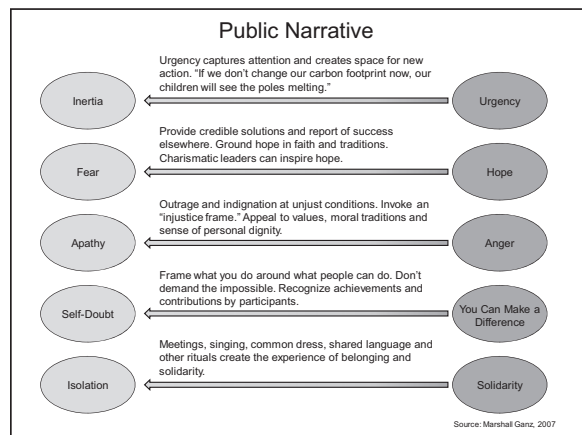 Public Narrative
Urgency captures attention and creates space for new
action. “If we don’t change our carbon footprint now, our
children will see the poles melting.”
Inertia
Urgency
Provide credible solutions and report of success
elsewhere. Ground hope in faith and traditions.
Charismatic leaders can inspire hope.
Fear
Hope
Outrage and indignation at unjust conditions. Invoke an
“injustice frame.” Appeal to values, moral traditions and
sense of personal dignity.
Apathy
Anger
Frame what you do around what people can do. Don’t
demand the impossible. Recognize achievements and
contributions by participants.
Self-Doubt
You Can Make a
Difference
Meetings, singing, common dress, shared language and
other rituals create the experience of belonging and
solidarity.
Isolation
Solidarity
Source: Marshall Ganz, 2007